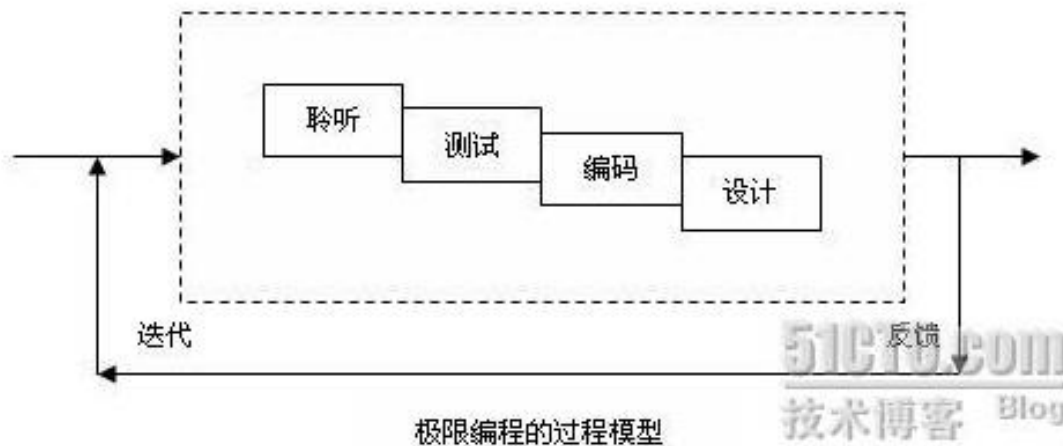 聆听
测试
编码
设计
迭代
反馈
51CTO.com
技术博客 Blog
极限编程的过程模型